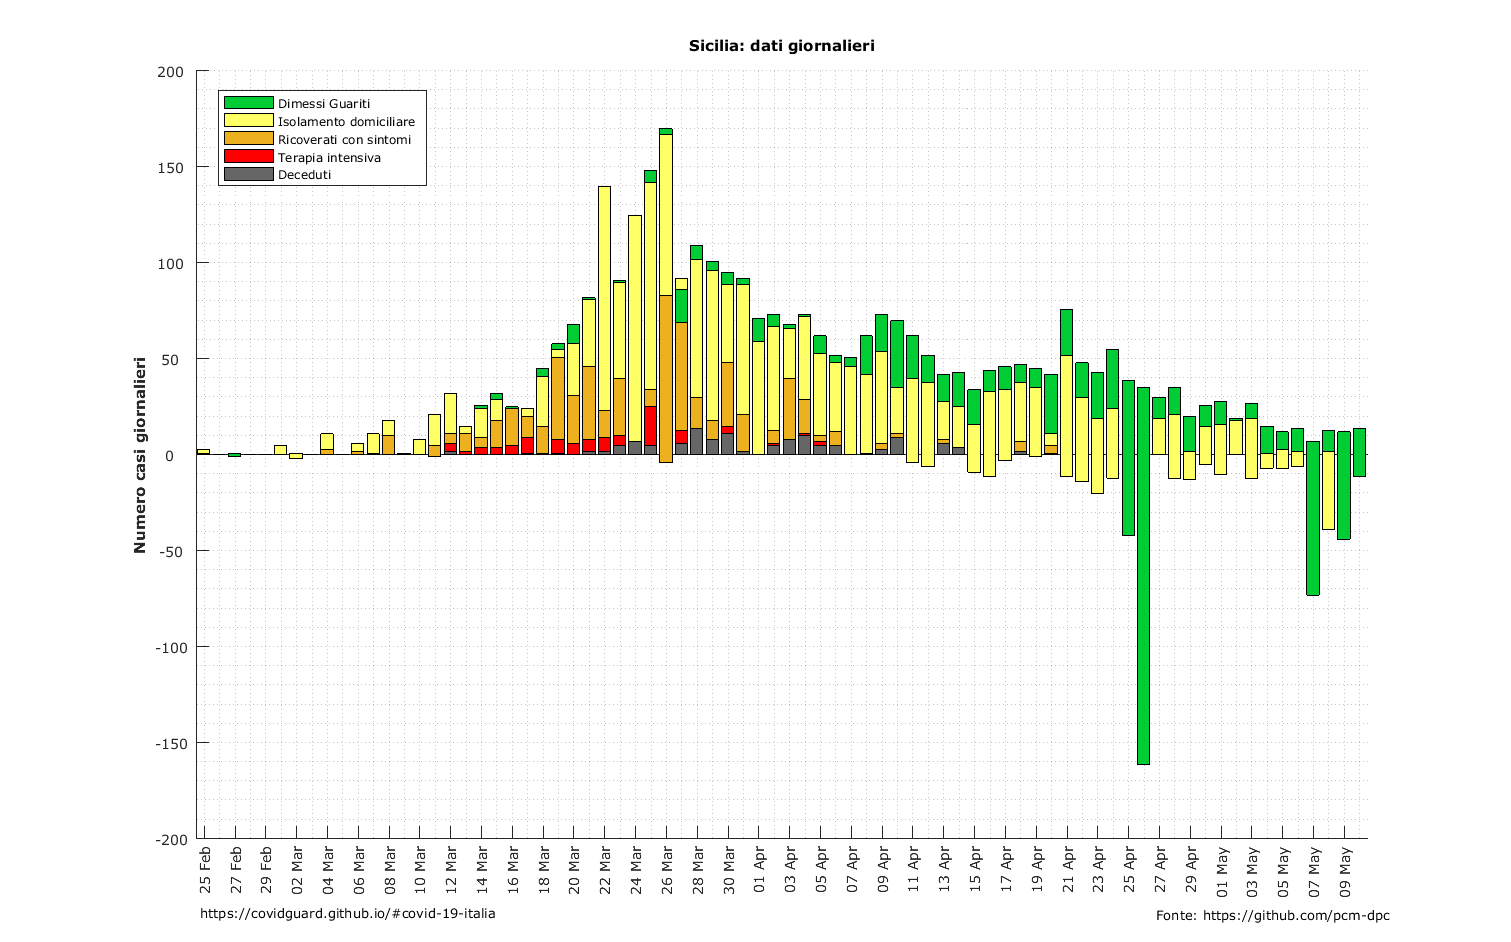 Sicilia: dati giornalieri
Numero casi giornalieri
200
150
100
50
0
-50
-100
-150
-200
Dimessi Guariti
Isolamento domiciliare
Ricoverati con sintomi
Terapia intensiva
Deceduti
25 Feb
27 Feb
29 Feb
02 Mar
04 Mar
06 Mar
08 Mar
10 Mar
12 Mar
14 Mar
16 Mar
18 Mar
20 Mar
22 Mar
24 Mar
26 Mar
28 Mar
30 Mar
01 Apr
03 Apr
05 Apr
07 Apr
09 Apr
11 Apr
13 Apr
15 Apr
17 Apr
19 Apr
21 Apr
23 Apr
25 Apr
27 Apr
29 Apr
01 May
03 May
05 May
07 May
09 May
https://covidguard.github.io/#covid-19-italia
Fonte: https://github.com/pcm-dpc